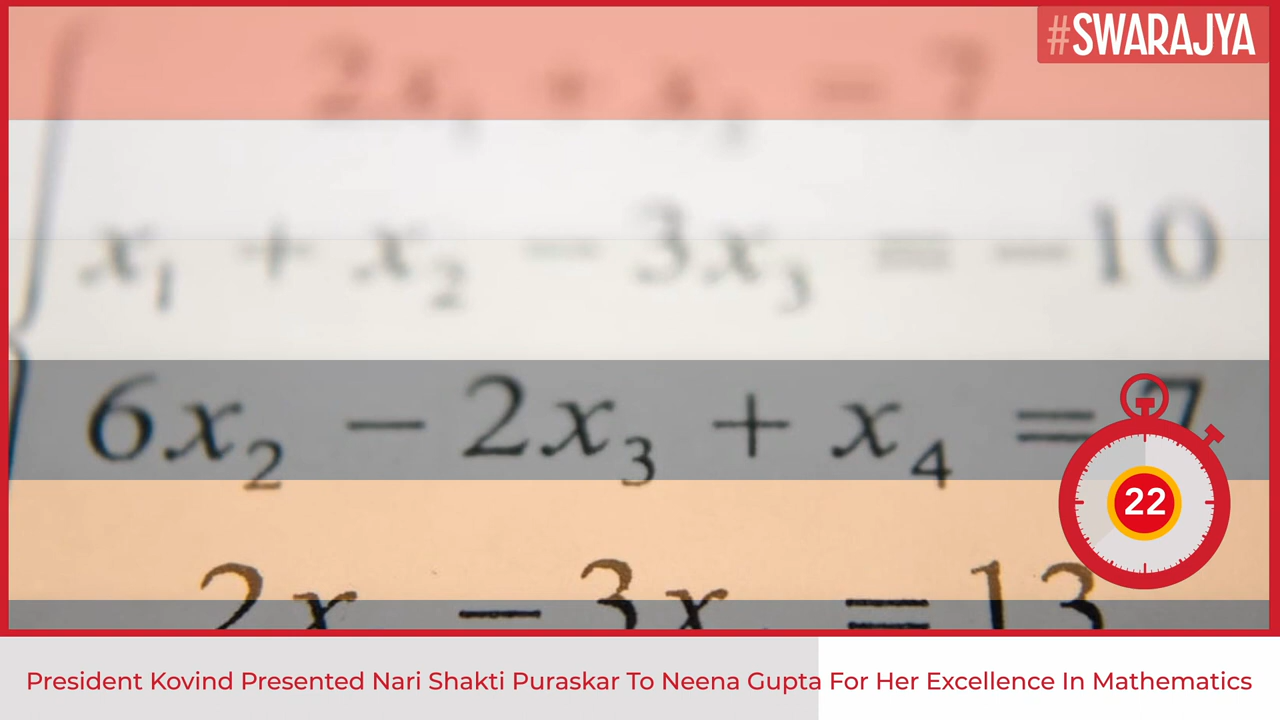 #SWARAJYA
x₁ + x₂ − 3x₃ = −10
6x₂ − 2x₃ + x₄ = 7
22
President Kovind Presented Nari Shakti Puraskar To Neena Gupta For Her Excellence In Mathematics